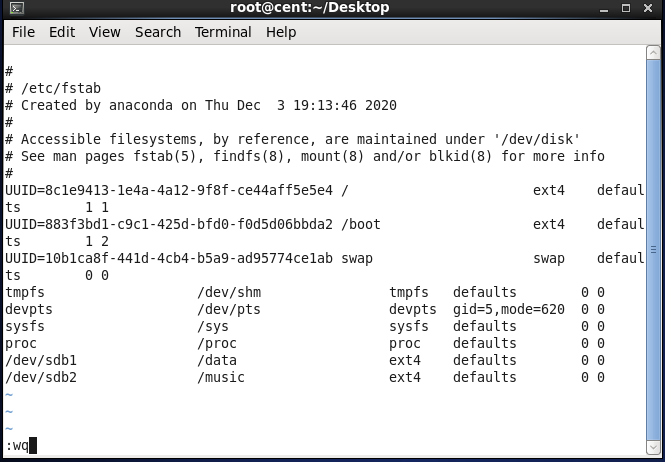 root@cent:~/Desktop
File Edit View Search Terminal Help
#
# /etc/fstab
# Created by anaconda on Thu Dec  3 19:13:46 2020
#
# Accessible filesystems, by reference, are maintained under '/dev/disk'
# See man pages fstab(5), findfs(8), mount(8) and/or blkid(8) for more info
#
UUID=8c1e9413-1e4a-4a12-9f8f-ce44aff5e5e4 /                       ext4    defaul
ts        1 1
UUID=883f3bd1-c9c1-425d-bfd0-f0d5d06bbda2 /boot                   ext4    defaul
ts        1 2
UUID=10b1ca8f-441d-4cb4-b5a9-ad95774ce1ab swap                    swap    defaul
ts        0 0
tmpfs                   /dev/shm                tmpfs   defaults        0 0
devpts                  /dev/pts                devpts  gid=5,mode=620  0 0
sysfs                   /sys                    sysfs   defaults        0 0
proc                    /proc                   proc    defaults        0 0
/dev/sdb1               /data                   ext4    defaults        0 0
/dev/sdb2               /music                  ext4    defaults        0 0
~
~
~
:wq